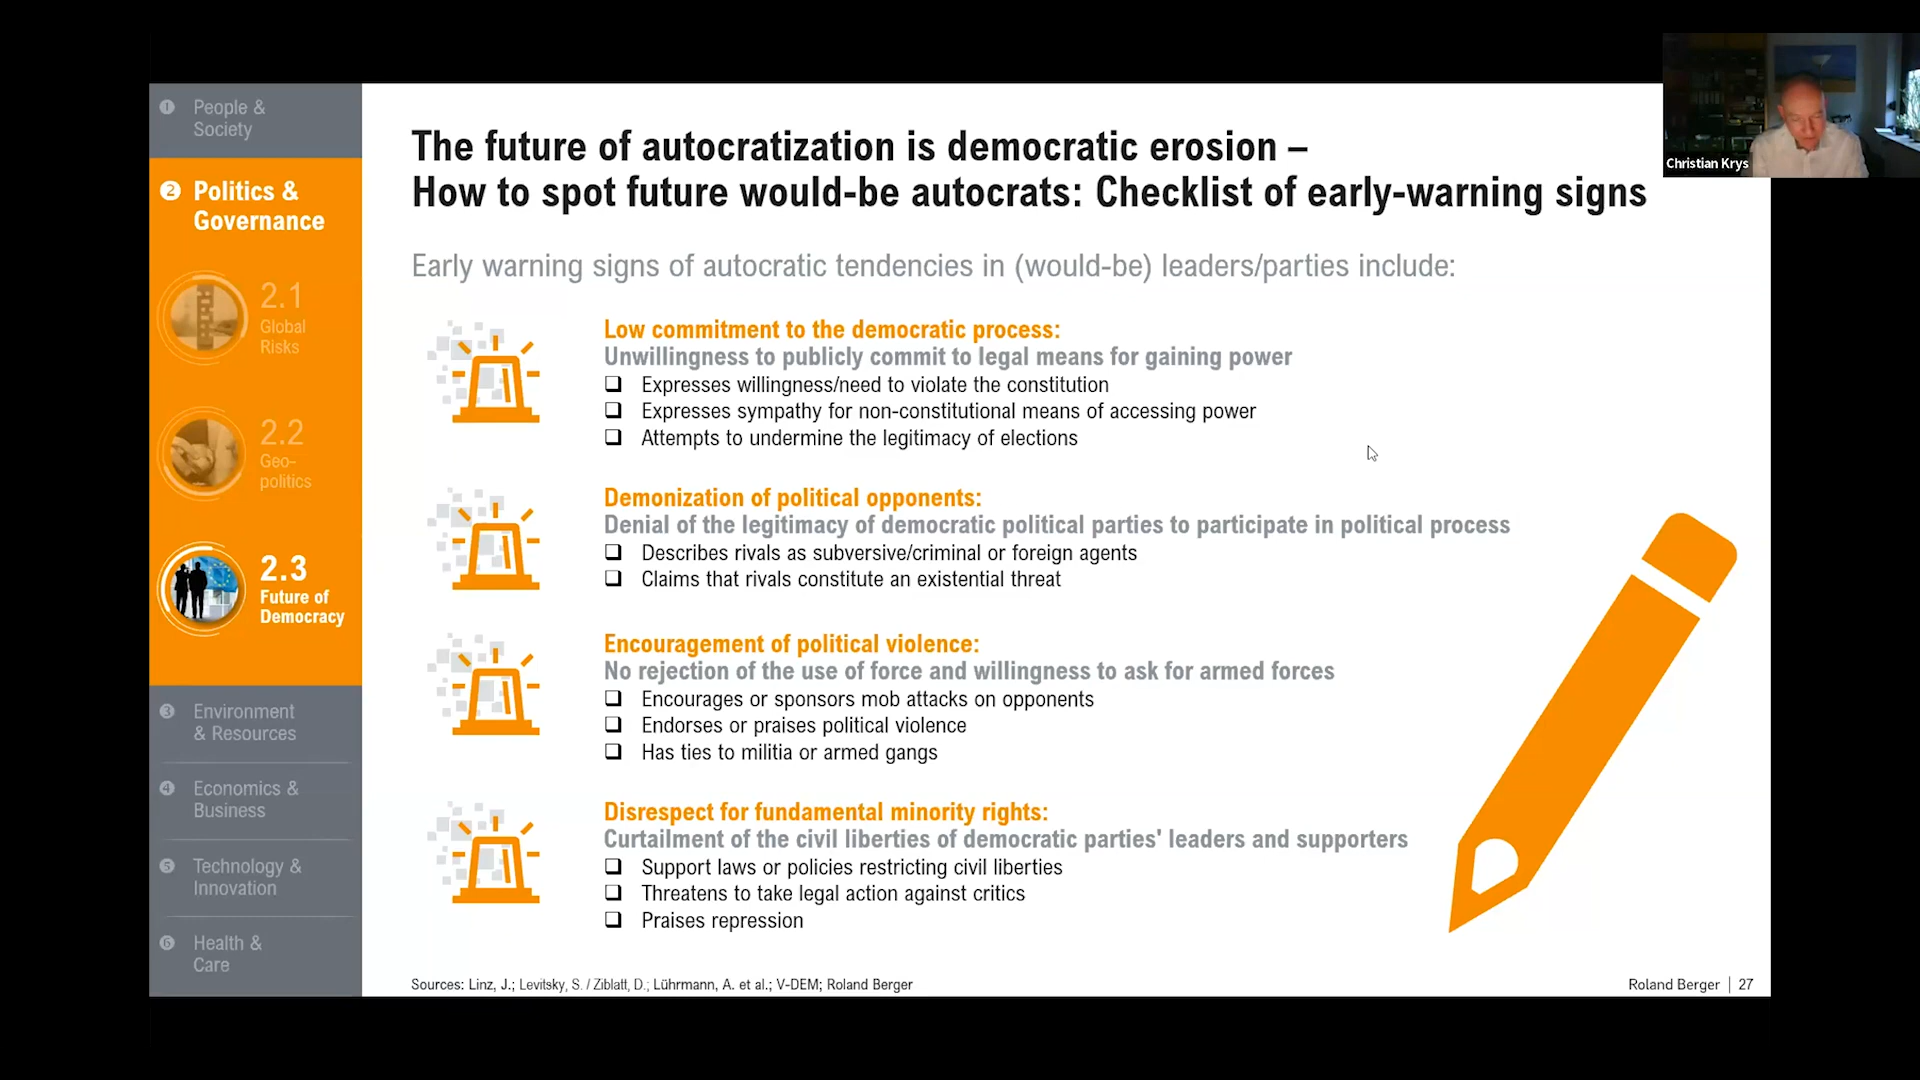 ❶ People &
Society
❷ Politics &
Governance
2.1
Global
Risks
2.2
Geo-
politics
2.3
Future of
Democracy
❸ Environment
& Resources
❹ Economics &
Business
❺ Technology &
Innovation
❻ Health &
Care
The future of autocratization is democratic erosion –
How to spot future would-be autocrats: Checklist of early-warning signs
Early warning signs of autocratic tendencies in (would-be) leaders/parties include:
Low commitment to the democratic process:
Unwillingness to publicly commit to legal means for gaining power
❑ Expresses willingness/need to violate the constitution
❑ Expresses sympathy for non-constitutional means of accessing power
❑ Attempts to undermine the legitimacy of elections
Demonization of political opponents:
Denial of the legitimacy of democratic political parties to participate in political process
❑ Describes rivals as subversive/criminal or foreign agents
❑ Claims that rivals constitute an existential threat
Encouragement of political violence:
No rejection of the use of force and willingness to ask for armed forces
❑ Encourages or sponsors mob attacks on opponents
❑ Endorses or praises political violence
❑ Has ties to militia or armed gangs
Disrespect for fundamental minority rights:
Curtailment of the civil liberties of democratic parties' leaders and supporters
❑ Support laws or policies restricting civil liberties
❑ Threatens to take legal action against critics
❑ Praises repression
Sources: Linz, J.; Levitsky, S. / Ziblatt, D.; Lührmann, A. et al.; V-DEM; Roland Berger
Roland Berger | 27
Christian Krys